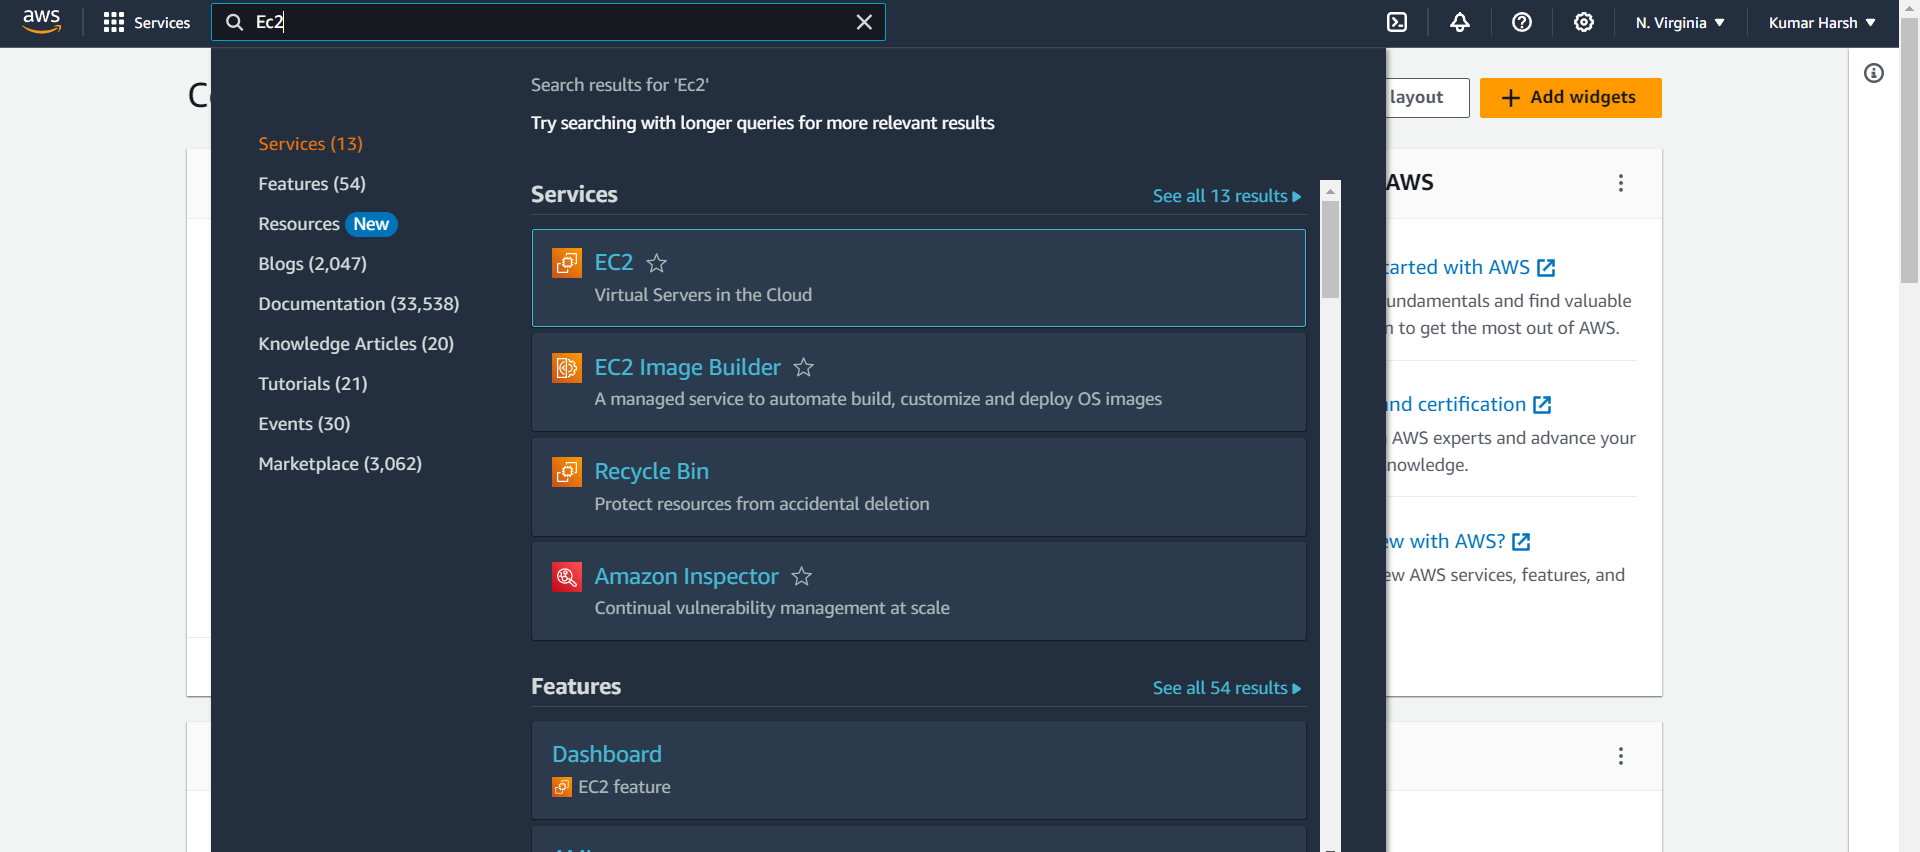 aws
Services
Ec2
N. Virginia
Kumar Harsh
Search results for 'Ec2'
Try searching with longer queries for more relevant results
Services (13)
Features (54)
Resources New
Blogs (2,047)
Documentation (33,538)
Knowledge Articles (20)
Tutorials (21)
Events (30)
Marketplace (3,062)
Services
See all 13 results
EC2
Virtual Servers in the Cloud
EC2 Image Builder
A managed service to automate build, customize and deploy OS images
Recycle Bin
Protect resources from accidental deletion
Amazon Inspector
Continual vulnerability management at scale
Features
See all 54 results
Dashboard
EC2 feature
layout
Add widgets
AWS
tarted with AWS
undamentals and find valuable
n to get the most out of AWS.
nd certification
AWS experts and advance your
nowledge.
ew with AWS?
ew AWS services, features, and